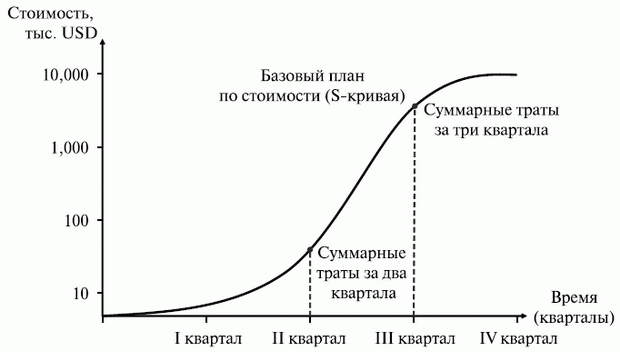 Стоимость,
тыс. USD
10,000
1,000
100
10
Базовый план
по стоимости (S-кривая)
Суммарные траты
за три квартала
Суммарные
траты за два
квартала
Время
(кварталы)
I квартал
II квартал
III квартал
IV квартал